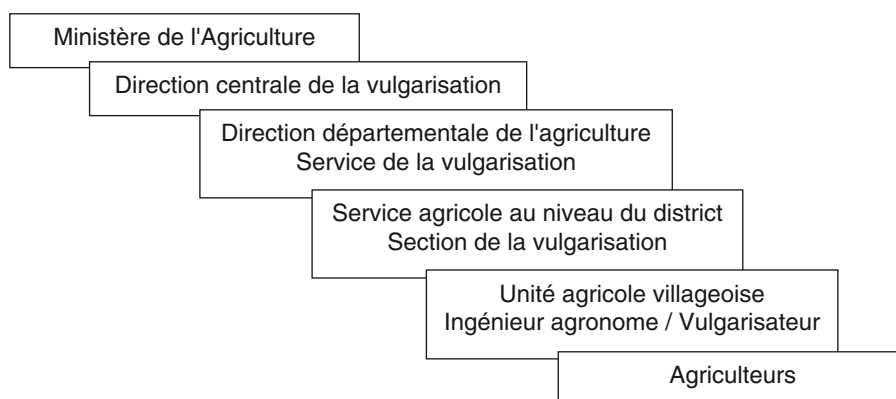 Ministère de l'Agriculture
Direction centrale de la vulgarisation
Direction départementale de l'agriculture
Service de la vulgarisation
Service agricole au niveau du district
Section de la vulgarisation
Unité agricole villageoise
Ingénieur agronome / Vulgarisateur
Agriculteurs